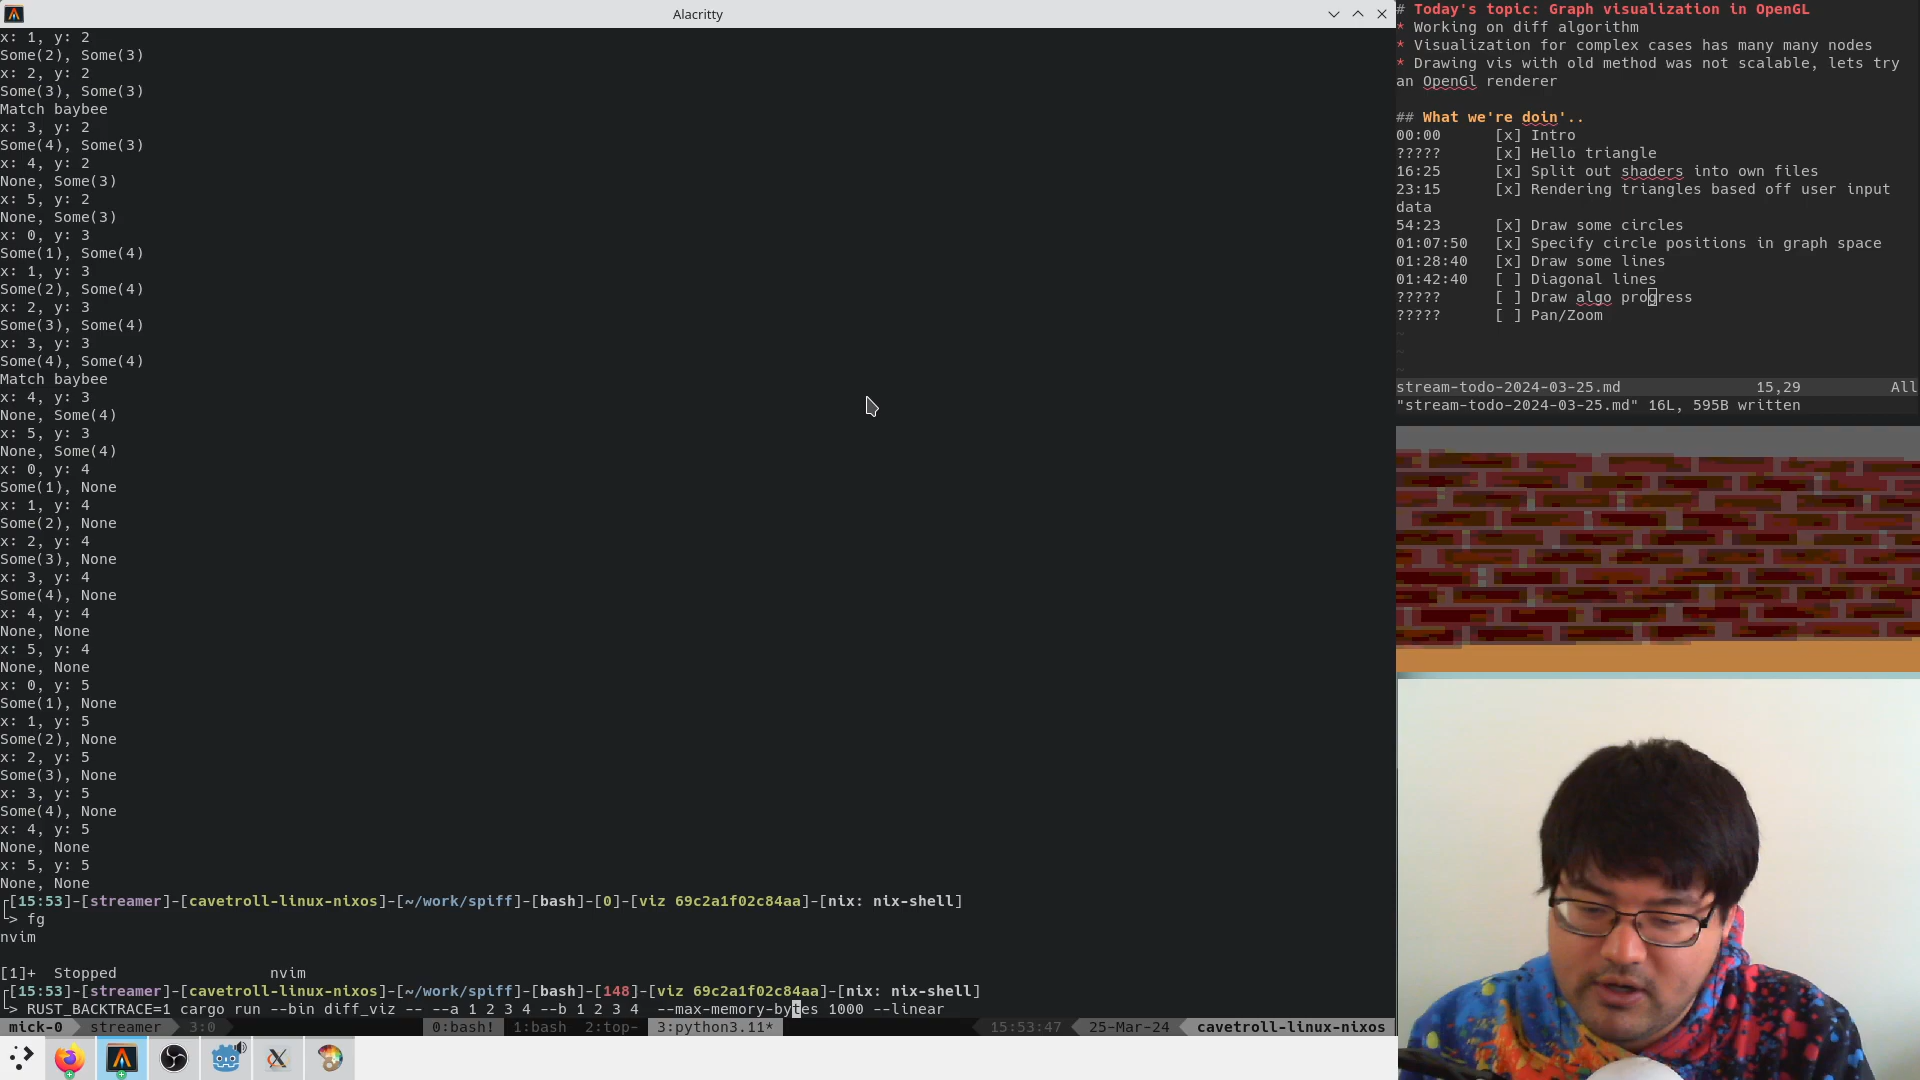 Alacritty
x: 1, y: 2
Some(2), Some(3)
x: 2, y: 2
Some(3), Some(3)
Match baybee
x: 3, y: 2
Some(4), Some(3)
x: 4, y: 2
None, Some(3)
x: 5, y: 2
None, Some(3)
x: 0, y: 3
Some(1), Some(4)
x: 1, y: 3
Some(2), Some(4)
x: 2, y: 3
Some(3), Some(4)
x: 3, y: 3
Some(4), Some(4)
Match baybee
x: 4, y: 3
None, Some(4)
x: 5, y: 3
None, Some(4)
x: 0, y: 4
Some(1), None
x: 1, y: 4
Some(2), None
x: 2, y: 4
Some(3), None
x: 3, y: 4
Some(4), None
x: 4, y: 4
None, None
x: 5, y: 4
None, None
x: 0, y: 5
Some(1), None
x: 1, y: 5
Some(2), None
x: 2, y: 5
Some(3), None
x: 3, y: 5
Some(4), None
x: 4, y: 5
None, None
x: 5, y: 5
None, None
┌[15:53]-[streamer]-[cavetroll-linux-nixos]-[~/work/spiff]-[bash]-[0]-[viz 69c2a1f02c84aa]-[nix: nix-shell]
└> fg
nvim
[1]+  Stopped                 nvim
┌[15:53]-[streamer]-[cavetroll-linux-nixos]-[~/work/spiff]-[bash]-[148]-[viz 69c2a1f02c84aa]-[nix: nix-shell]
└> RUST_BACKTRACE=1 cargo run --bin diff_viz -- --a 1 2 3 4 --b 1 2 3 4  --max-memory-bytes 1000 --linear
mick-0 streamer 3:0 0:bash! 1:bash 2:top- 3:python3.11* 15:53:47 25-Mar-24 cavetroll-linux-nixos
# Today's topic: Graph visualization in OpenGL
* Working on diff algorithm
* Visualization for complex cases has many many nodes
* Drawing vis with old method was not scalable, lets try
an OpenGl renderer
## What we're doin'..
00:00      [x] Intro
?????      [x] Hello triangle
16:25      [x] Split out shaders into own files
23:15      [x] Rendering triangles based off user input
data
54:23      [x] Draw some circles
01:07:50   [x] Specify circle positions in graph space
01:28:40   [x] Draw some lines
01:42:40   [ ] Diagonal lines
?????      [ ] Draw algo progress
?????      [ ] Pan/Zoom
~
~
~
stream-todo-2024-03-25.md 15,29 All
"stream-todo-2024-03-25.md" 16L, 595B written